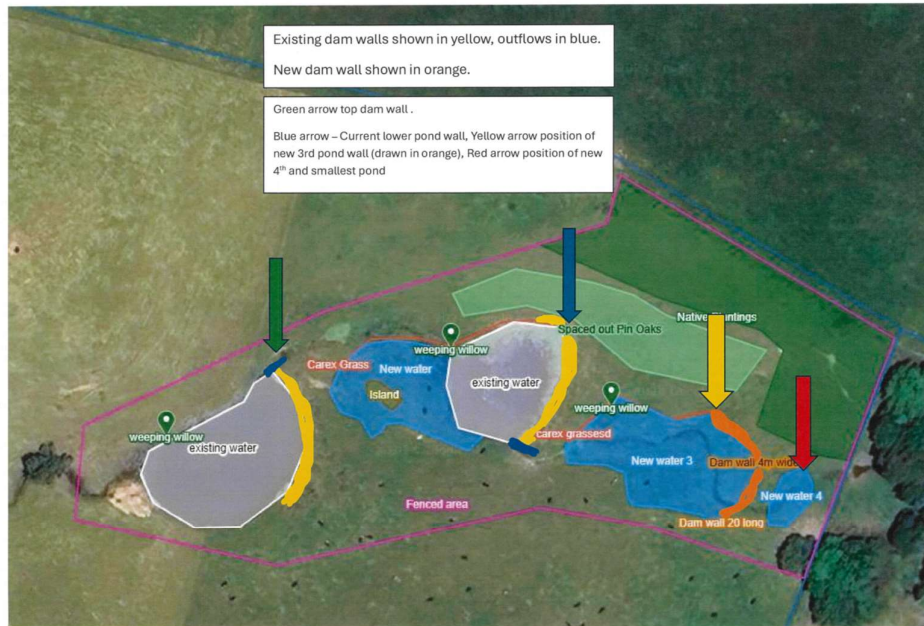 Existing dam walls shown in yellow, outflows in blue.
New dam wall shown in orange.
Green arrow top dam wall .
Blue arrow – Current lower pond wall, Yellow arrow position of
new 3rd pond wall (drawn in orange), Red arrow position of new
4th and smallest pond
Native Plantings
Spaced out Pin Oaks
weeping willow
Carex Grass
New water
existing water
Island
weeping willow
weeping willow
existing water
carex grassesd
New water 3
Dam wall 4m wide
New water 4
Fenced area
Dam wall 20 long